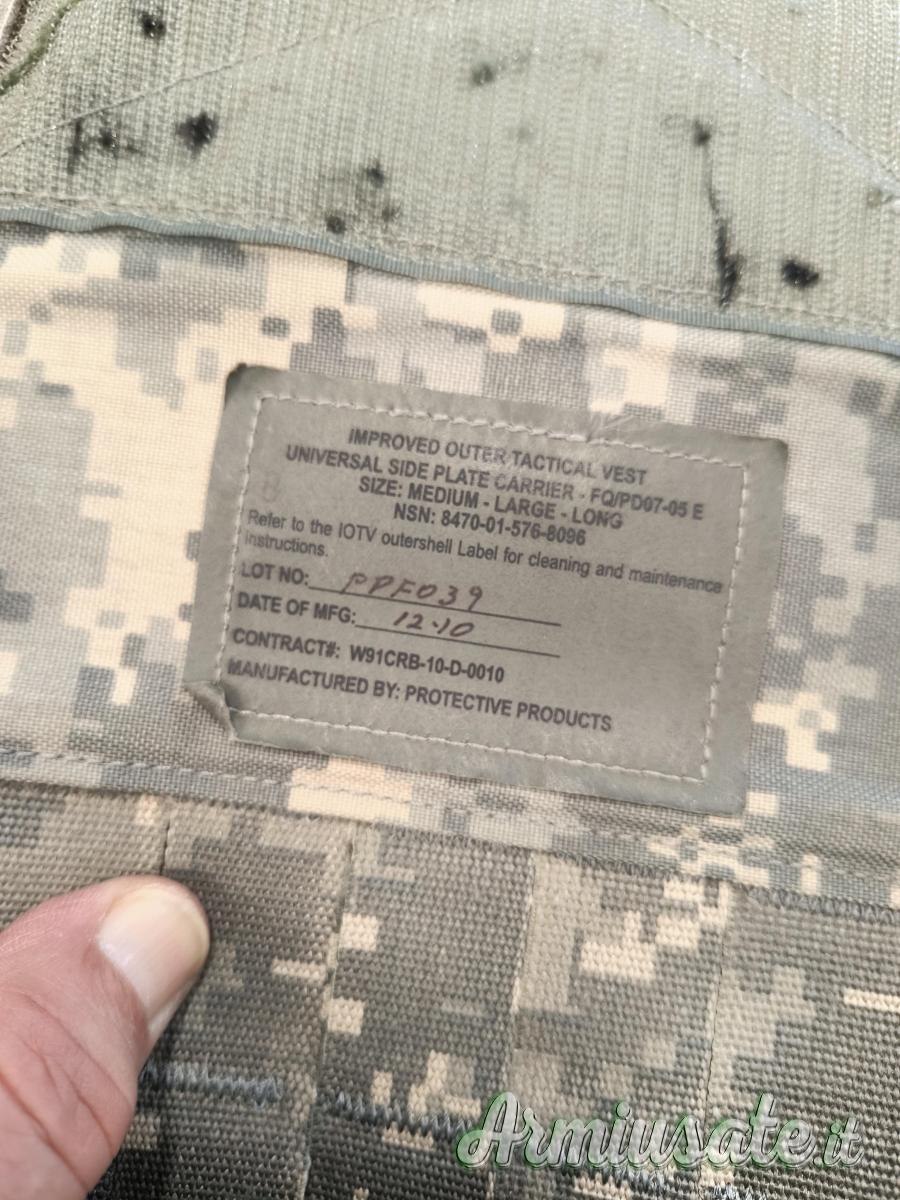 IMPROVED OUTER TACTICAL VEST
UNIVERSAL SIDE PLATE CARRIER - FQ/PD07-05 E
SIZE: MEDIUM - LARGE - LONG
NSN: 8470-01-576-8096
Refer to the IOTV outershell Label for cleaning and maintenance
instructions.
LOT NO: PPF039
DATE OF MFG: 12.10
CONTRACT#: W91CRB-10-D-0010
MANUFACTURED BY: PROTECTIVE PRODUCTS
Armiusate.it